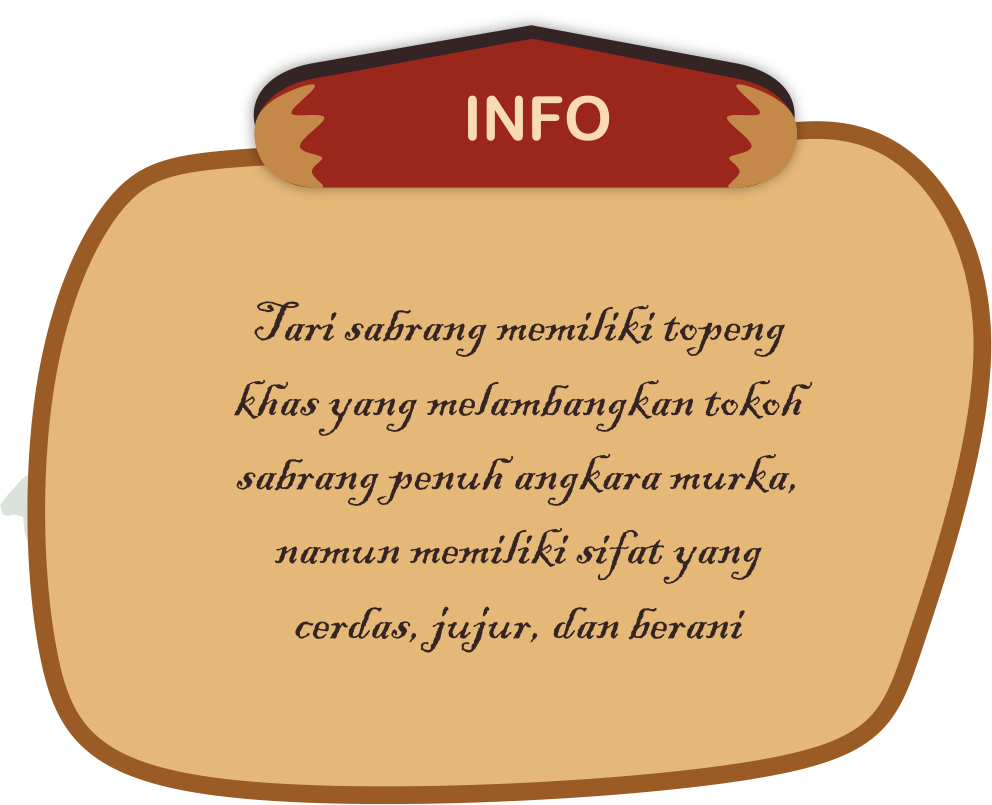 INFO
Tari sabrang memiliki topeng
khas yang melambangkan tokoh
sabrang penuh angkara murka,
namun memiliki sifat yang
cerdas, jujur, dan berani